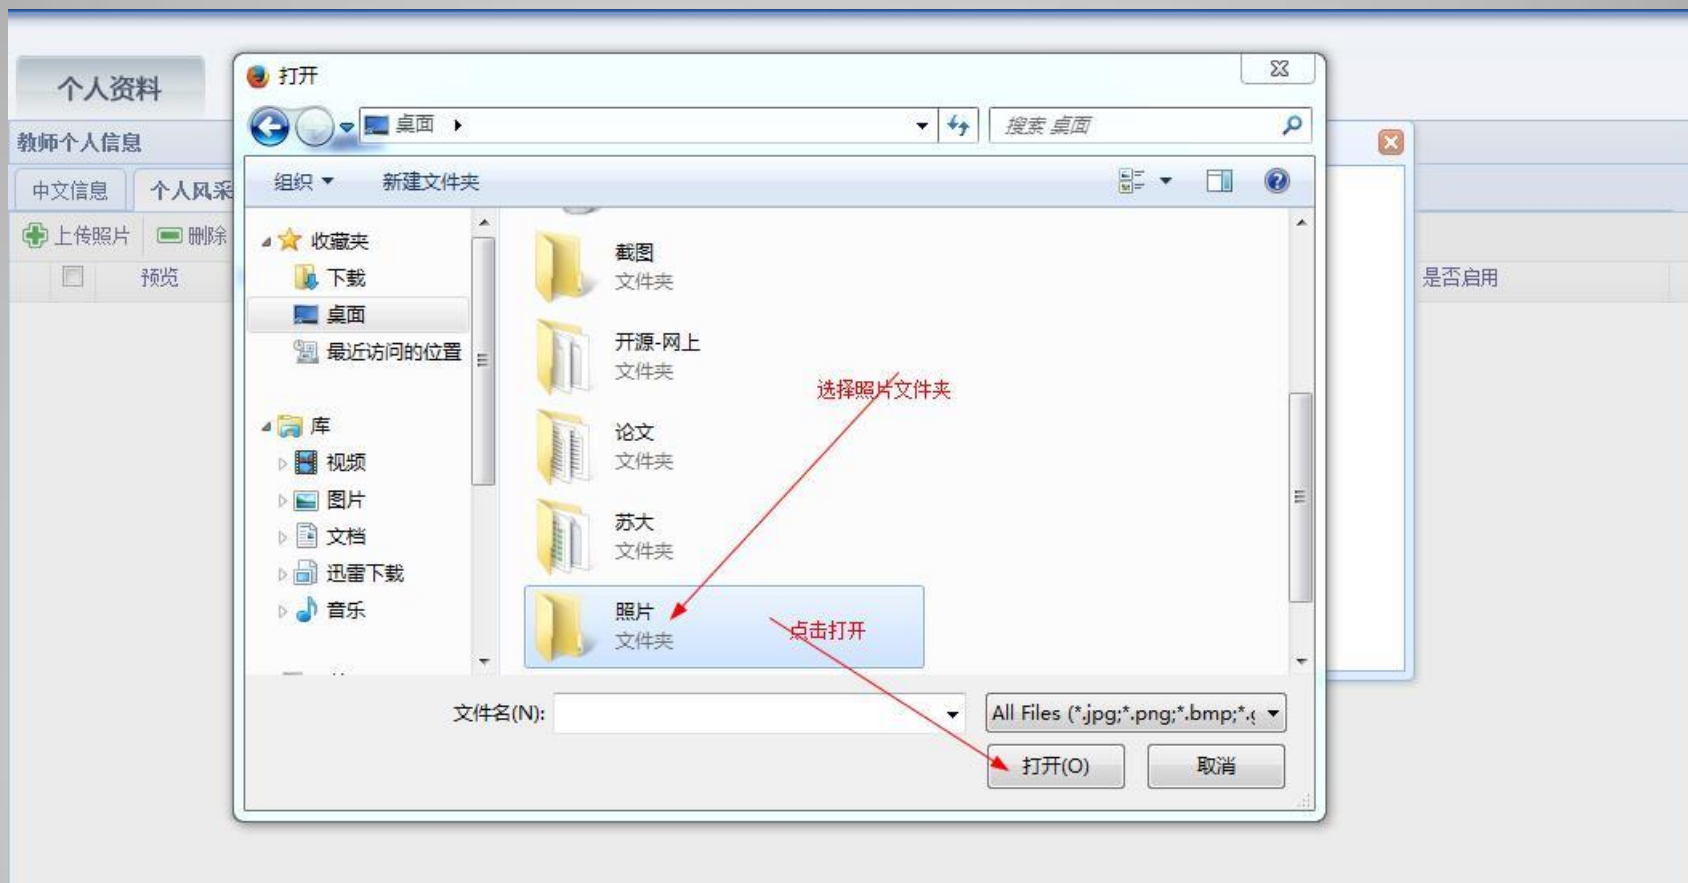 个人资料
教师个人信息
中文信息
个人风采
上传照片
删除
预览
是否启用
打开
桌面
搜索 桌面
组织
新建文件夹
收藏夹
下载
桌面
最近访问的位置
库
视频
图片
文档
迅雷下载
音乐
截图
文件夹
开源-网上
文件夹
论文
文件夹
苏大
文件夹
照片
文件夹
选择照片文件夹
点击打开
文件名(N):
All Files (*.jpg;*.png;*.bmp;*.
打开(O)
取消